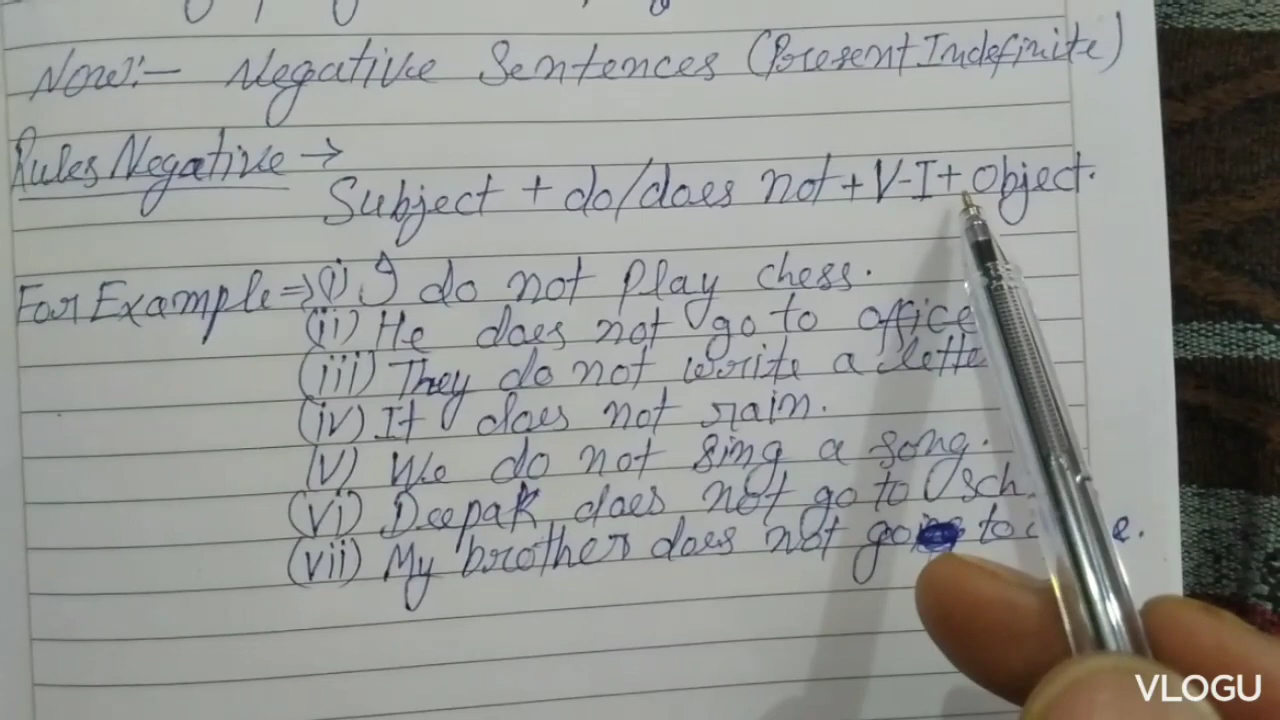 Now:- Negative Sentences (Present Indefinite)
Rules Negative →
Subject + do/does not + V-I + Object.
For Example ⇒ (i) I do not play chess.
(ii) He does not go to office
(iii) They do not write a lette
(iv) It does not rain.
(v) We do not sing a song.
(vi) Deepak does not go to sch
(vii) My brother does not go to
VLOGU